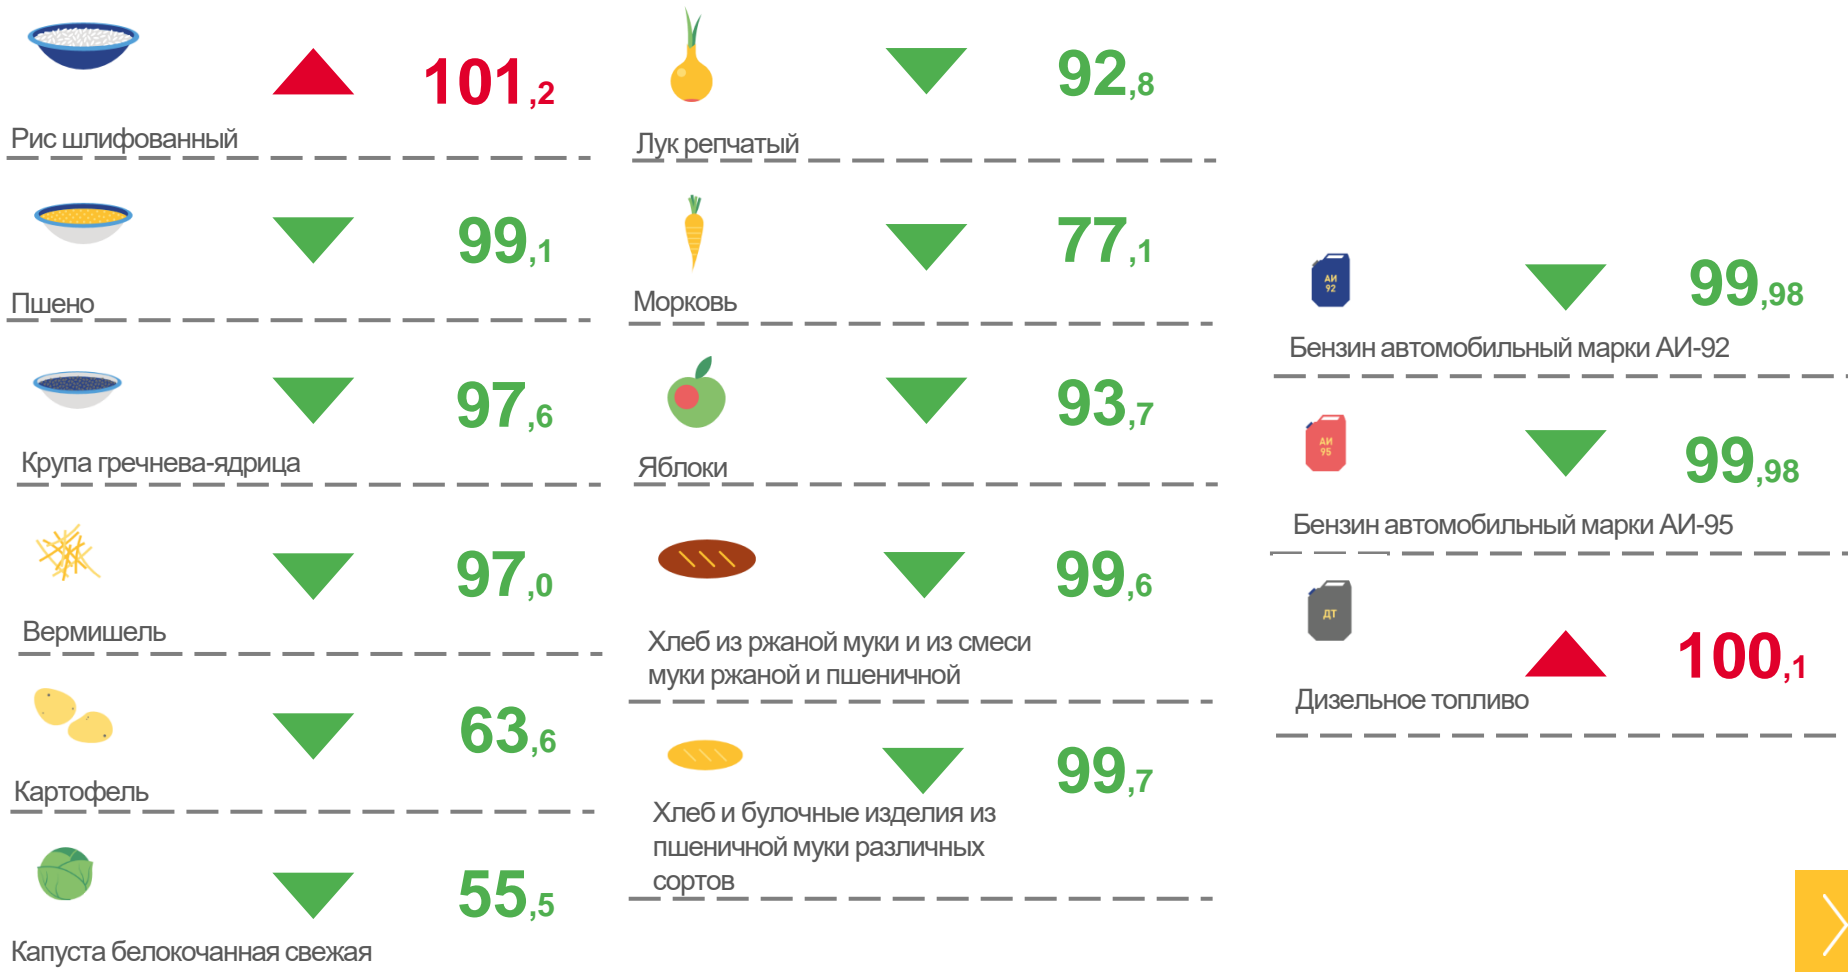 101,2
Рис шлифованный
99,1
Пшено
97,6
Крупа гречнева-ядрица
97,0
Вермишель
63,6
Картофель
55,5
Капуста белокочанная свежая
92,8
Лук репчатый
77,1
Морковь
93,7
Яблоки
99,6
Хлеб из ржаной муки и из смеси
муки ржаной и пшеничной
99,7
Хлеб и булочные изделия из
пшеничной муки различных
сортов
АИ
92
99,98
Бензин автомобильный марки АИ-92
АИ
95
99,98
Бензин автомобильный марки АИ-95
ДТ
100,1
Дизельное топливо